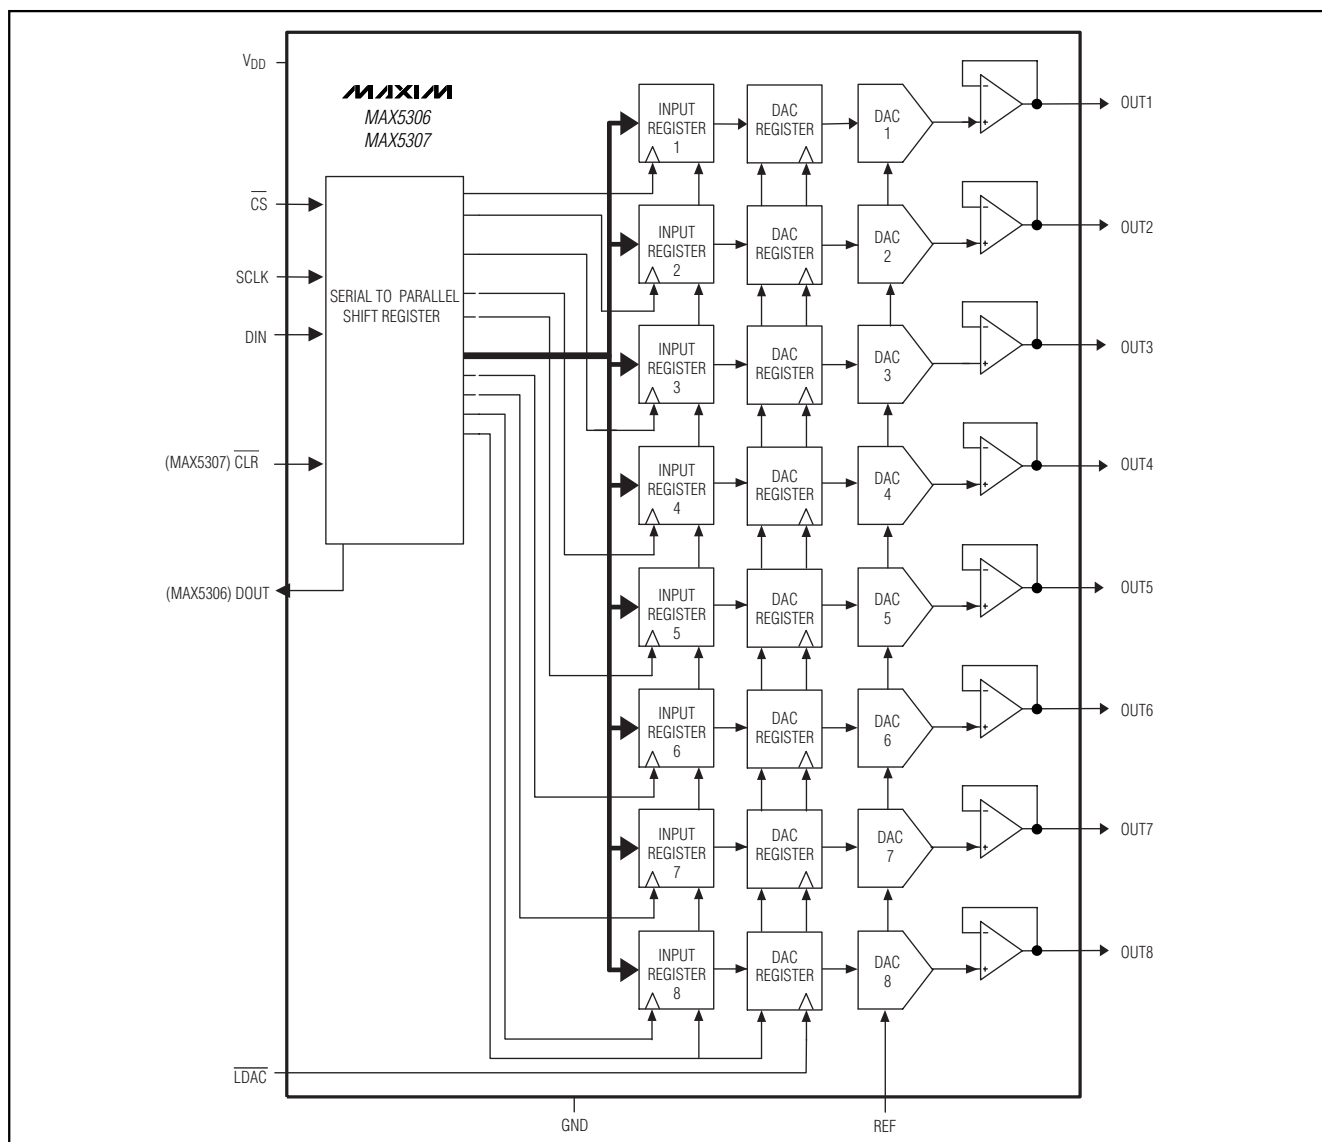 V_DD
MAXIM
MAX5306
MAX5307
CS
SCLK
DIN
(MAX5307) CLR
(MAX5306) DOUT
LDAC
SERIAL TO PARALLEL
SHIFT REGISTER
INPUT
REGISTER
1
DAC
REGISTER
DAC
1
-
+
OUT1
INPUT
REGISTER
2
DAC
REGISTER
DAC
2
-
+
OUT2
INPUT
REGISTER
3
DAC
REGISTER
DAC
3
-
+
OUT3
INPUT
REGISTER
4
DAC
REGISTER
DAC
4
-
+
OUT4
INPUT
REGISTER
5
DAC
REGISTER
DAC
5
-
+
OUT5
INPUT
REGISTER
6
DAC
REGISTER
DAC
6
-
+
OUT6
INPUT
REGISTER
7
DAC
REGISTER
DAC
7
-
+
OUT7
INPUT
REGISTER
8
DAC
REGISTER
DAC
8
-
+
OUT8
GND
REF